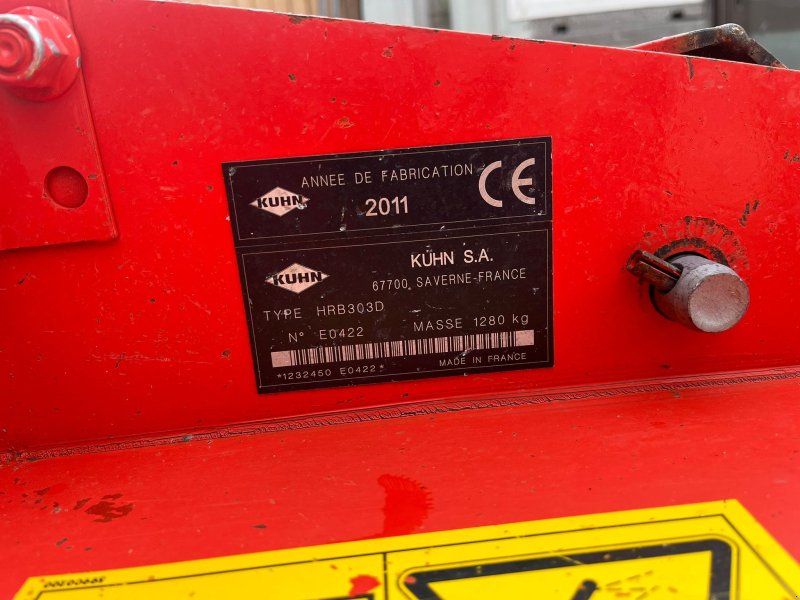 ANNEE DE FABRICATION
KUHN
2011
CE
KUHN
KUHN S.A.
67700 SAVERNE-FRANCE
TYPE HRB303D
N° E0422 MASSE 1280 kg
MADE IN FRANCE
*1232450 E0422*